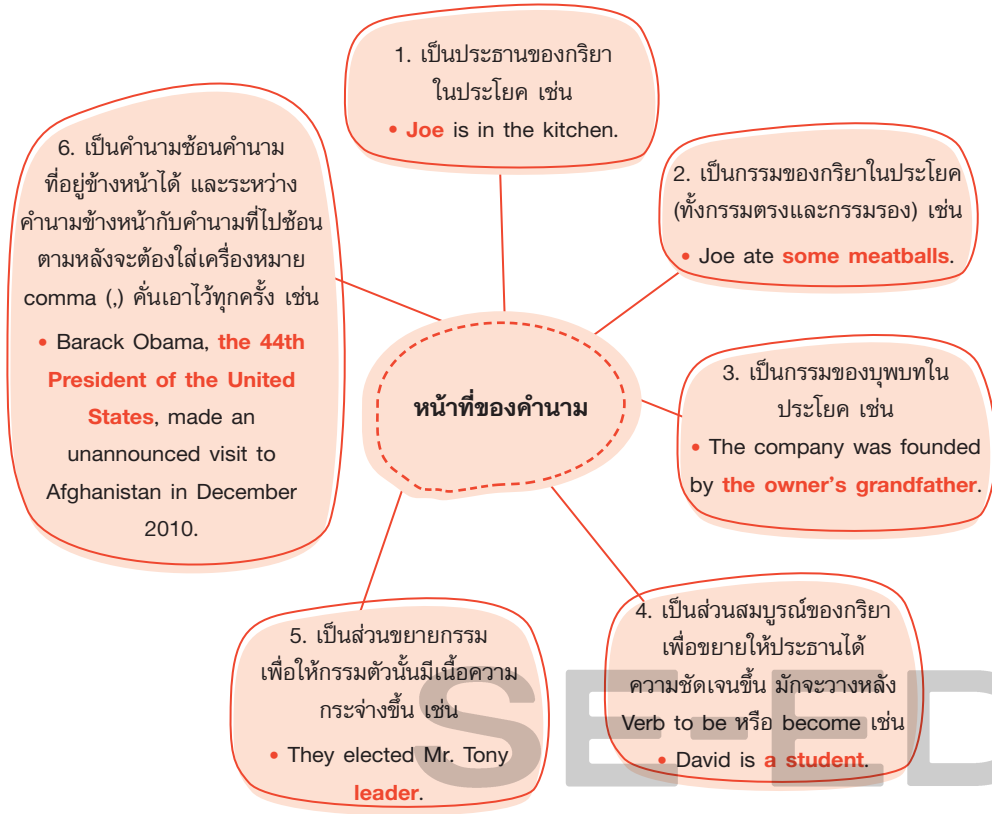 หน้าที่ของคำนาม
1. เป็นประธานของกริยา
ในประโยค เช่น
• Joe is in the kitchen.
2. เป็นกรรมของกริยาในประโยค
(ทั้งกรรมตรงและกรรมรอง) เช่น
• Joe ate some meatballs.
3. เป็นกรรมของบุพบทใน
ประโยค เช่น
• The company was founded
by the owner's grandfather.
4. เป็นส่วนสมบูรณ์ของกริยา
เพื่อขยายให้ประธานได้
ความชัดเจนขึ้น มักจะวางหลัง
Verb to be หรือ become เช่น
• David is a student.
5. เป็นส่วนขยายกรรม
เพื่อให้กรรมตัวนั้นมีเนื้อความ
กระจ่างขึ้น เช่น
• They elected Mr. Tony
leader.
6. เป็นคำนามซ้อนคำนาม
ที่อยู่ข้างหน้าได้ และระหว่าง
คำนามข้างหน้ากับคำนามที่ไปซ้อน
ตามหลังจะต้องใส่เครื่องหมาย
comma (,) คั่นเอาไว้ทุกครั้ง เช่น
• Barack Obama, the 44th
President of the United
States, made an
unannounced visit to
Afghanistan in December
2010.
SE-ED